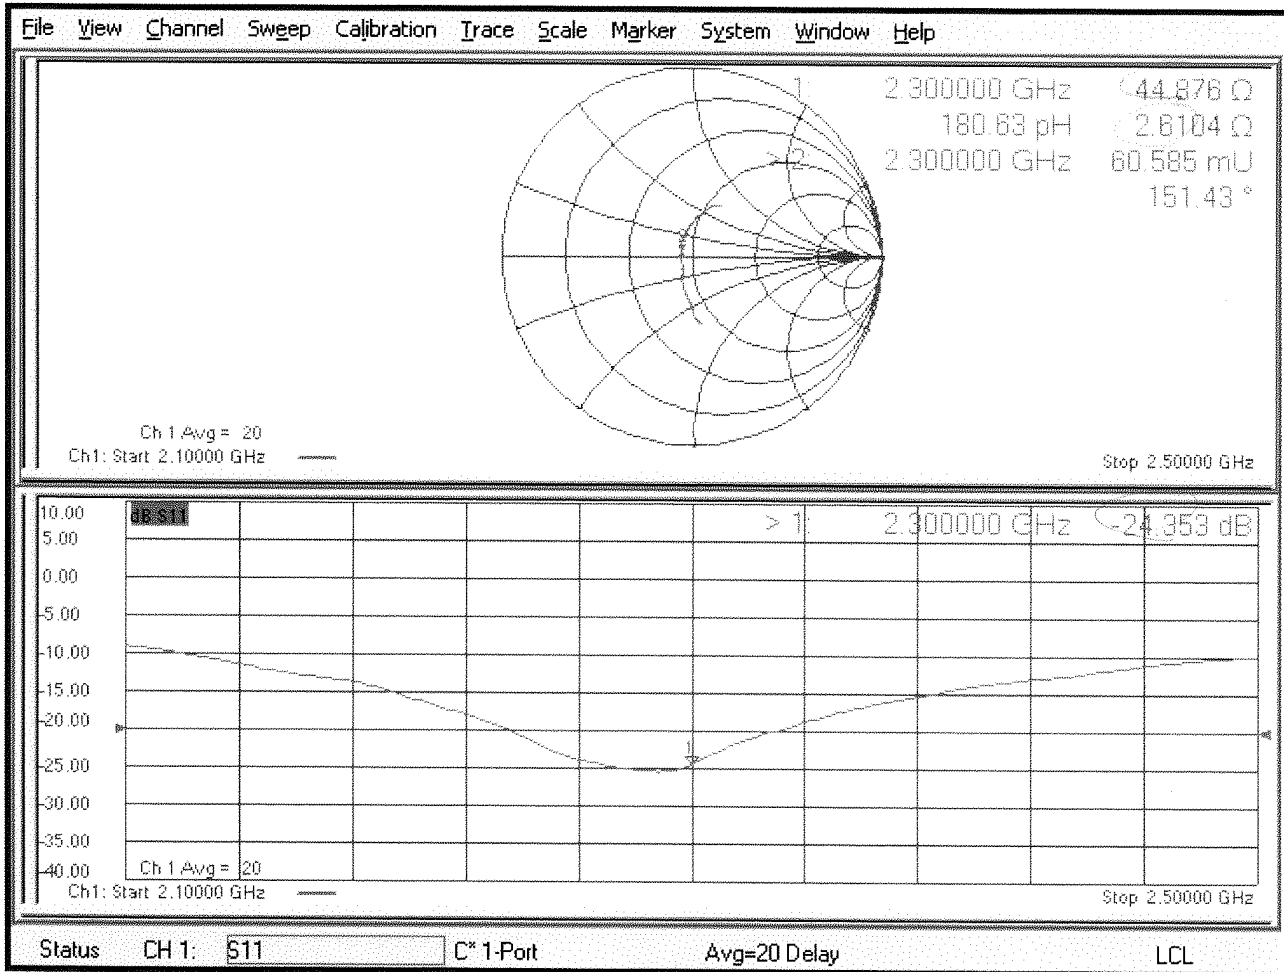 File View Channel Sweep Calibration Trace Scale Marker System Window Help
1: 2.300000 GHz 44.876 Ω
180.63 pH 2.6104 Ω
> 2: 2.300000 GHz 60.585 mU
151.43 °
Ch 1 Avg = 20
Ch1: Start 2.10000 GHz
Stop 2.50000 GHz
10.00
dB S11
> 1: 2.300000 GHz -24.353 dB
5.00
0.00
-5.00
-10.00
-15.00
-20.00
1
-25.00
-30.00
-35.00
-40.00
Ch 1 Avg = 20
Ch1: Start 2.10000 GHz
Stop 2.50000 GHz
Status CH 1: S11 C* 1-Port Avg=20 Delay LCL